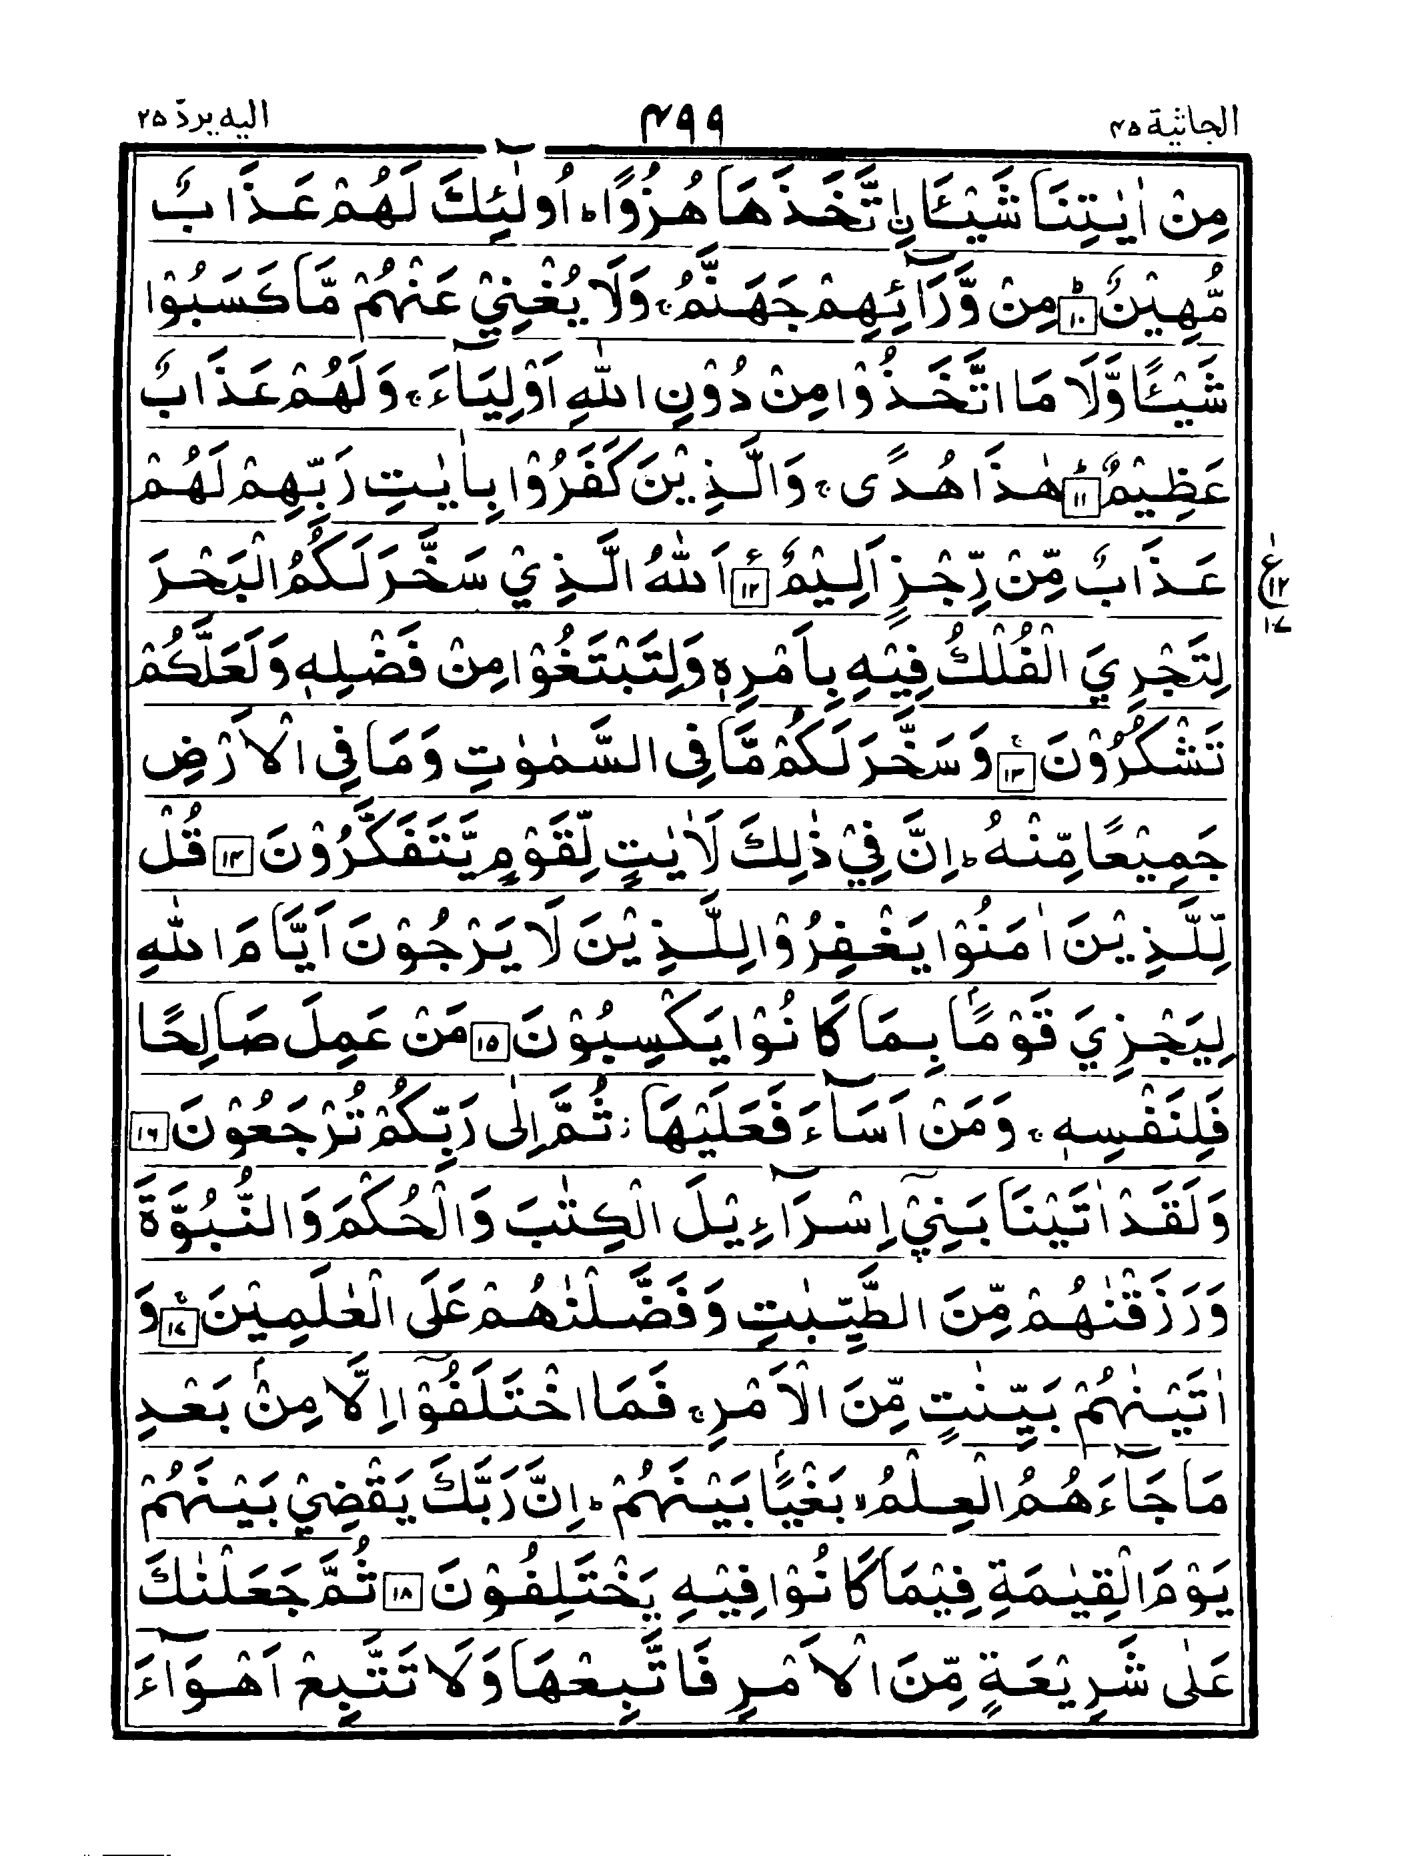 الجاثية ٤٥
٤٩٩
اليه يردّ ٢٥
مِنْ اٰيٰتِنَا شَيْـَٔانِ اتَّخَذَهَا هُزُوًا ؕ اُولٰٓئِكَ لَهُمْ عَذَابٌ
مُّهِيْنٌ ؕ ١٠ مِنْ وَّرَآئِهِمْ جَهَنَّمُ ۚ وَلَا يُغْنِيْ عَنْهُمْ مَّا كَسَبُوْا
شَيْـًٔا وَّلَا مَا اتَّخَذُوْا مِنْ دُوْنِ اللّٰهِ اَوْلِيَآءَ ۚ وَلَهُمْ عَذَابٌ
عَظِيْمٌ ؕ ١١ هٰذَا هُدًى ۚ وَالَّذِيْنَ كَفَرُوْا بِاٰيٰتِ رَبِّهِمْ لَهُمْ
عَذَابٌ مِّنْ رِّجْزٍ اَلِيْمٌ ١٢ ع اَللّٰهُ الَّذِيْ سَخَّرَ لَكُمُ الْبَحْرَ
ع ١٢ ١٧
لِتَجْرِيَ الْفُلْكُ فِيْهِ بِاَمْرِهٖ وَلِتَبْتَغُوْا مِنْ فَضْلِهٖ وَلَعَلَّكُمْ
تَشْكُرُوْنَ ۚ ١٣ وَسَخَّرَ لَكُمْ مَّا فِى السَّمٰوٰتِ وَمَا فِى الْاَرْضِ
جَمِيْعًا مِّنْهُ ؕ اِنَّ فِيْ ذٰلِكَ لَاٰيٰتٍ لِّقَوْمٍ يَّتَفَكَّرُوْنَ ١٤ قُلْ
لِّلَّذِيْنَ اٰمَنُوْا يَغْفِرُوْا لِلَّذِيْنَ لَا يَرْجُوْنَ اَيَّامَ اللّٰهِ
لِيَجْزِيَ قَوْمًۢا بِمَا كَانُوْا يَكْسِبُوْنَ ١٥ مَنْ عَمِلَ صَالِحًا
فَلِنَفْسِهٖ ۚ وَمَنْ اَسَآءَ فَعَلَيْهَا ز ثُمَّ اِلٰى رَبِّكُمْ تُرْجَعُوْنَ ١٦
وَلَقَدْ اٰتَيْنَا بَنِيْٓ اِسْرَآءِيْلَ الْكِتٰبَ وَالْحُكْمَ وَالنُّبُوَّةَ
وَرَزَقْنٰهُمْ مِّنَ الطَّيِّبٰتِ وَفَضَّلْنٰهُمْ عَلَى الْعٰلَمِيْنَ ۚ ١٧ وَ
اٰتَيْنٰهُمْ بَيِّنٰتٍ مِّنَ الْاَمْرِ ۚ فَمَا اخْتَلَفُوْٓا اِلَّا مِنْۢ بَعْدِ
مَا جَآءَهُمُ الْعِلْمُ ۙ بَغْيًۢا بَيْنَهُمْ ؕ اِنَّ رَبَّكَ يَقْضِيْ بَيْنَهُمْ
يَوْمَ الْقِيٰمَةِ فِيْمَا كَانُوْا فِيْهِ يَخْتَلِفُوْنَ ١٨ ثُمَّ جَعَلْنٰكَ
عَلٰى شَرِيْعَةٍ مِّنَ الْاَمْرِ فَاتَّبِعْهَا وَلَا تَتَّبِعْ اَهْوَآءَ